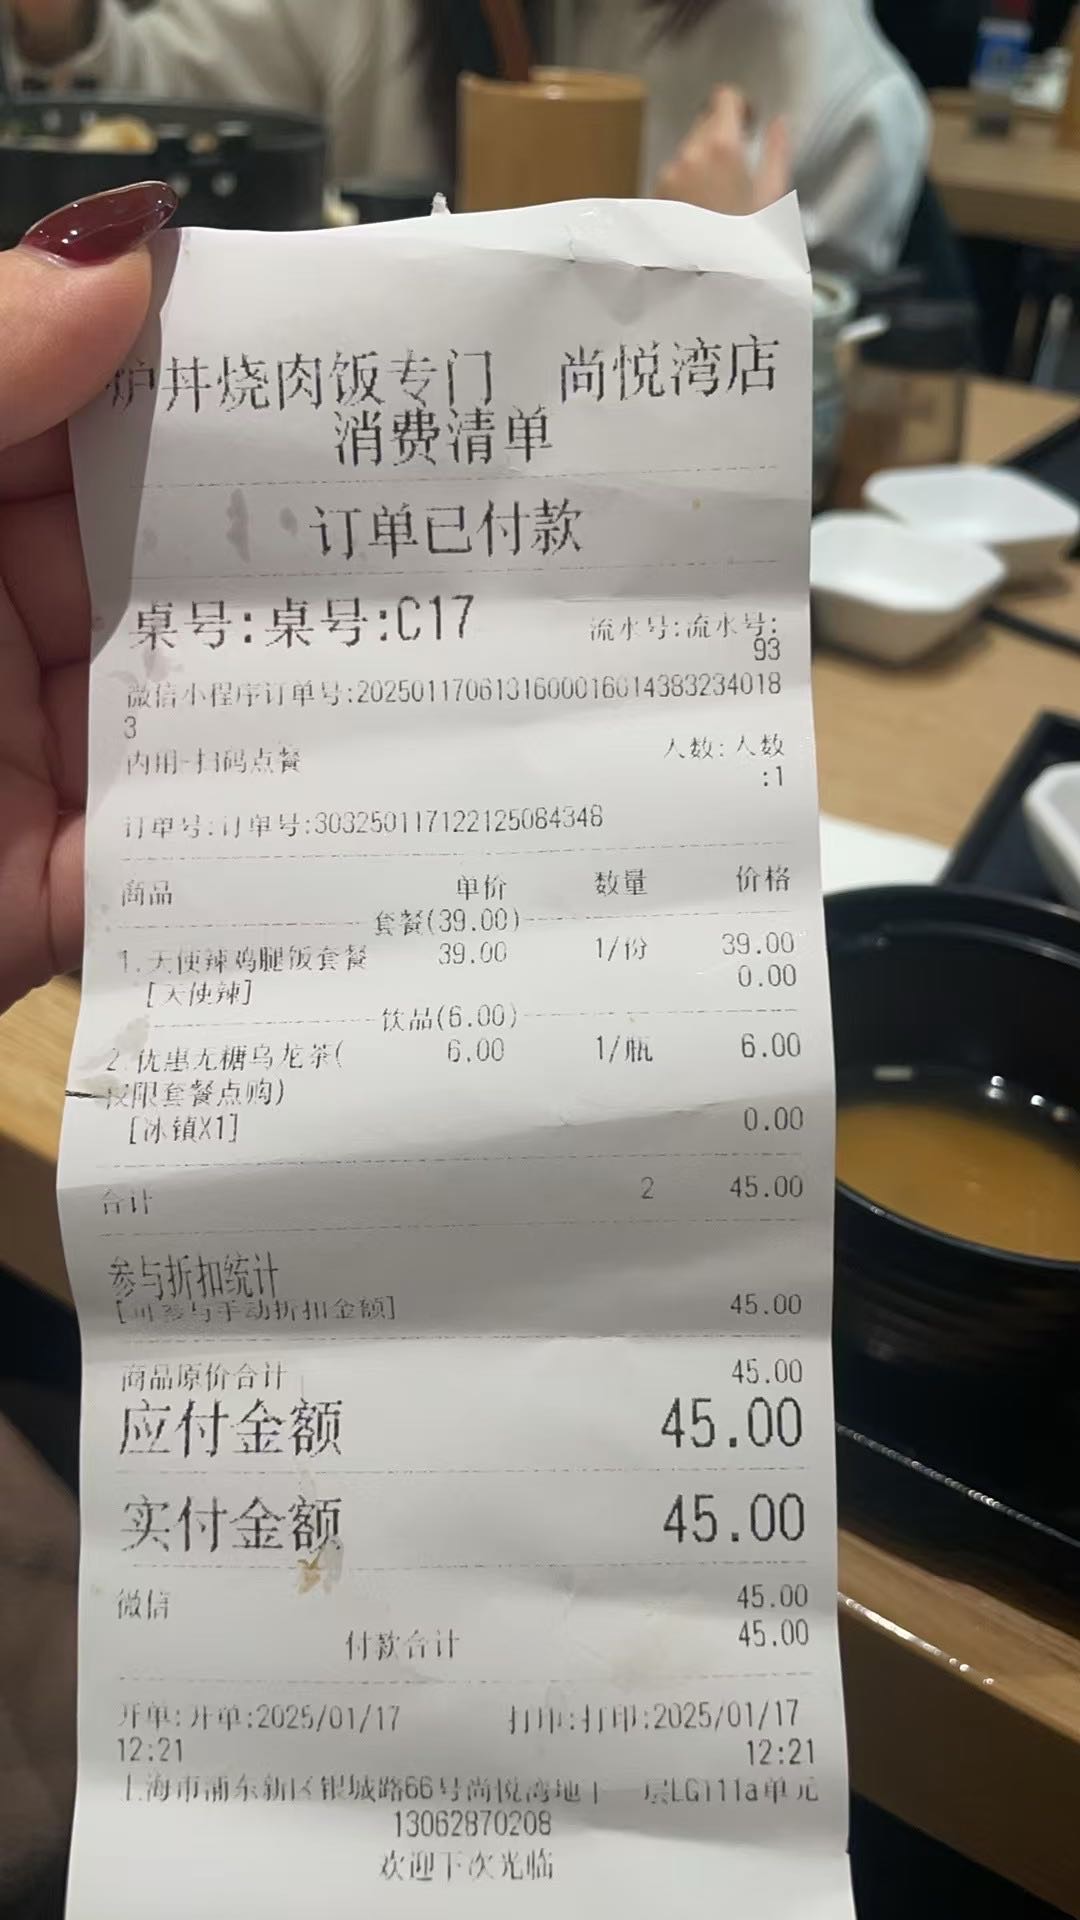 炉丼烧肉饭专门 尚悦湾店
消费清单
订单已付款
桌号:桌号:C17
流水号:流水号:
93
微信小程序订单号:2025011706131600016014383234018
3
内用-扫码点餐
人数:人数
:1
订单号:订单号:303250117122125084348
商品 单价 数量 价格
套餐(39.00)
1.天使辣鸡腿饭套餐 39.00 1/份 39.00
[天使辣] 0.00
饮品(6.00)
2.优惠无糖乌龙茶( 6.00 1/瓶 6.00
仅限套餐点购)
[冰镇X1] 0.00
合计 2 45.00
参与折扣统计
[可参与手动折扣金额] 45.00
商品原价合计 45.00
应付金额 45.00
实付金额 45.00
微信 45.00
付款合计 45.00
开单:开单:2025/01/17
12:21
打印:打印:2025/01/17
12:21
上海市浦东新区银城路66号尚悦湾地下一层LG111a单元
13062870208
欢迎下次光临